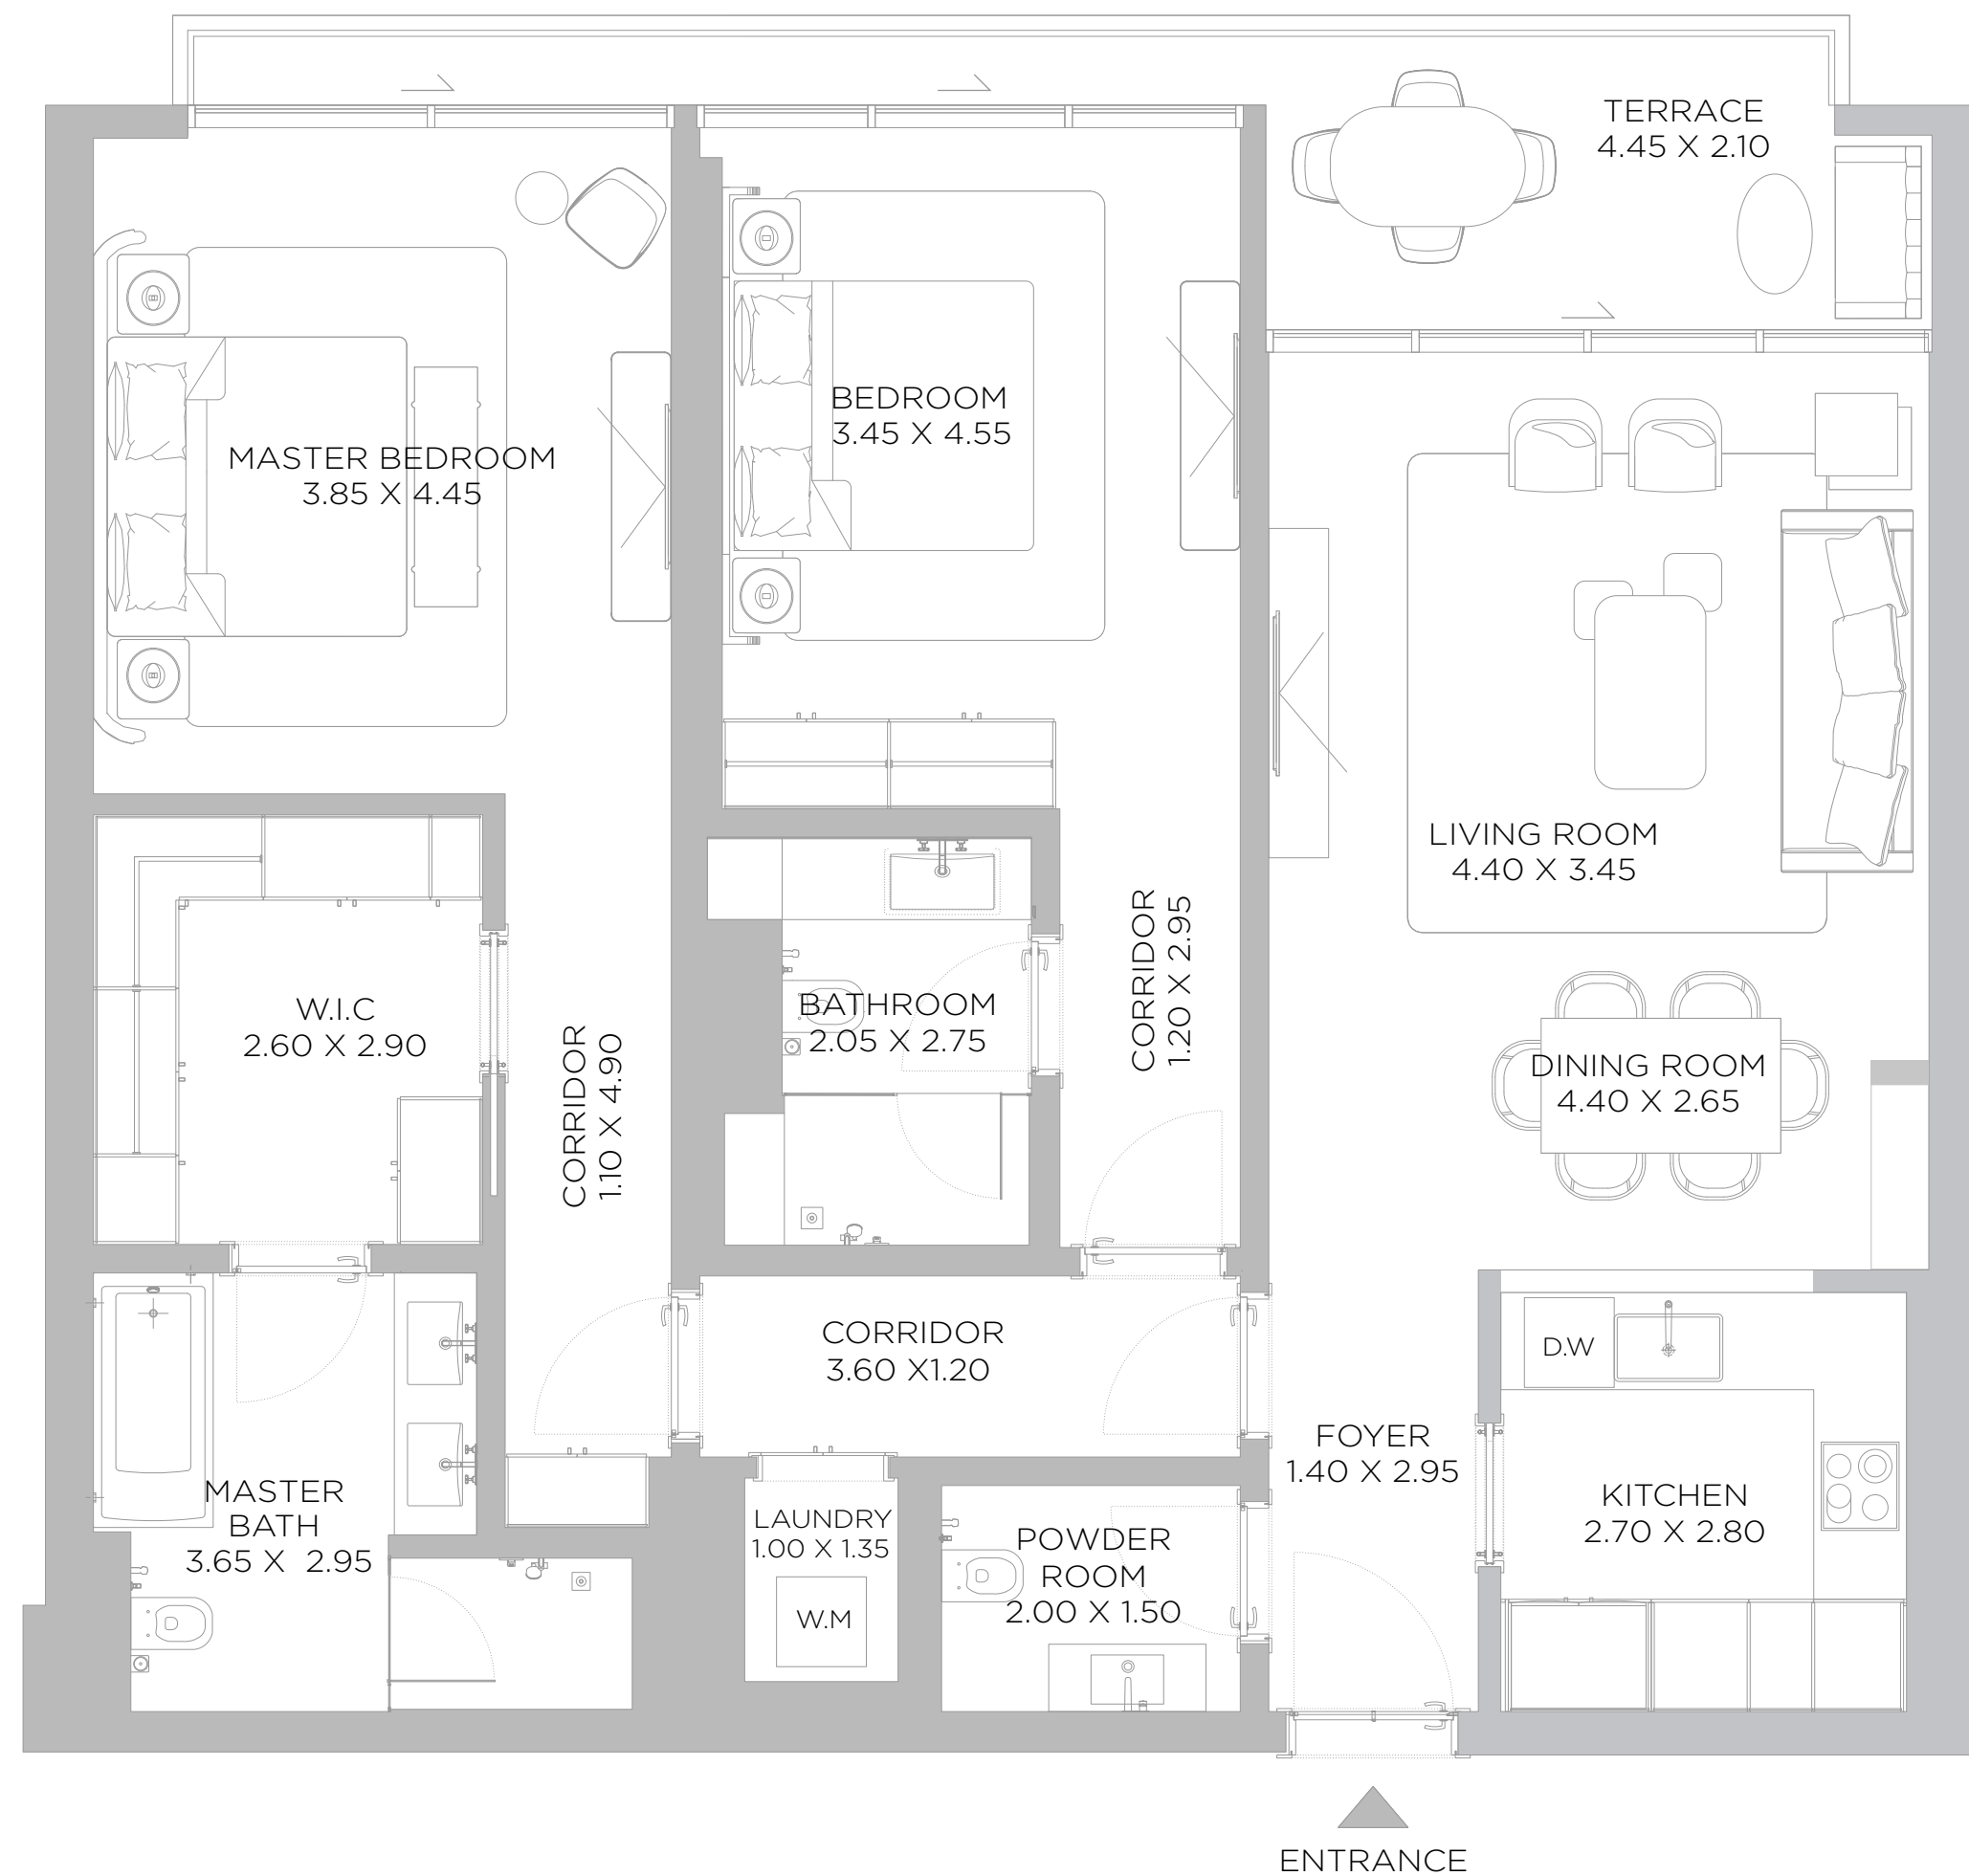 TERRACE
4.45 X 2.10
BEDROOM
3.45 X 4.55
MASTER BEDROOM
3.85 X 4.45
LIVING ROOM
4.40 X 3.45
W.I.C
2.60 X 2.90
BATHROOM
2.05 X 2.75
CORRIDOR
1.20 X 2.95
CORRIDOR
1.10 X 4.90
DINING ROOM
4.40 X 2.65
CORRIDOR
3.60 X1.20
D.W
FOYER
1.40 X 2.95
KITCHEN
2.70 X 2.80
MASTER
BATH
3.65 X  2.95
LAUNDRY
1.00 X 1.35
W.M
POWDER
ROOM
2.00 X 1.50
ENTRANCE